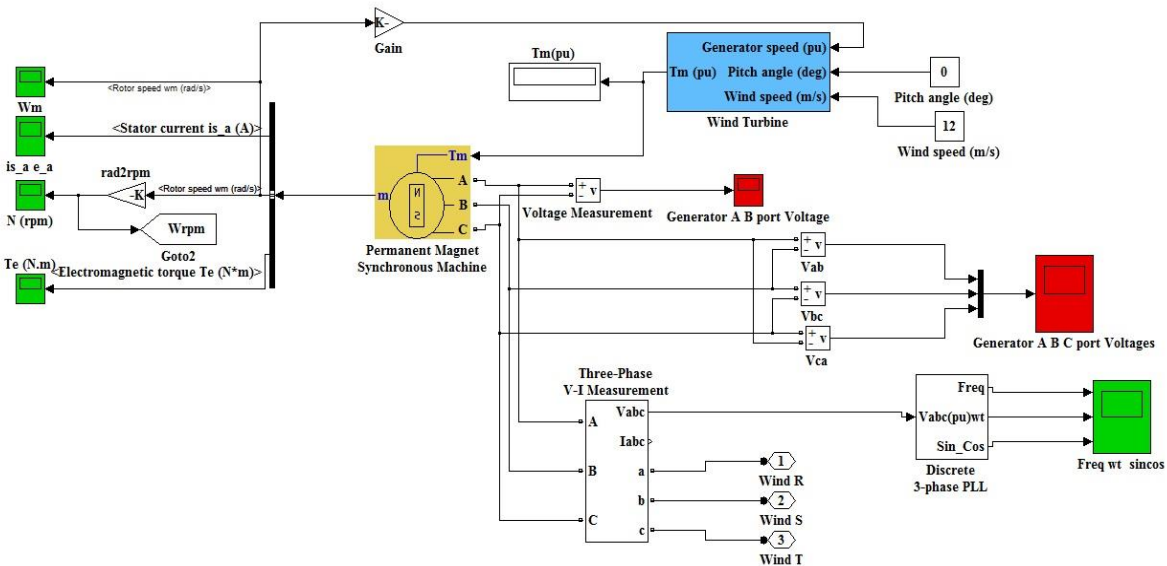 K-
Gain
Generator speed (pu)
Tm (pu)
Pitch angle (deg)
Wind speed (m/s)
Wind Turbine
0
Pitch angle (deg)
12
Wind speed (m/s)
Tm(pu)
Wm
<Rotor speed wm (rad/s)>
<Stator current is_a (A)>
is_a e_a
rad2rpm
-K
<Rotor speed wm (rad/s)>
N (rpm)
Wrpm
Goto2
Te (N.m)
<Electromagnetic torque Te (N*m)>
m
Tm
A
B
C
N
S
Permanent Magnet
Synchronous Machine
+
-
v
Voltage Measurement
Generator A B port Voltage
+
-
v
Vab
+
-
v
Vbc
+
-
v
Vca
Generator A B C port Voltages
Three-Phase
V-I Measurement
Vabc
A
Iabc
a
B
b
C
c
1
Wind R
2
Wind S
3
Wind T
Freq
Vabc(pu)wt
Sin_Cos
Discrete
3-phase PLL
Freq wt sincos